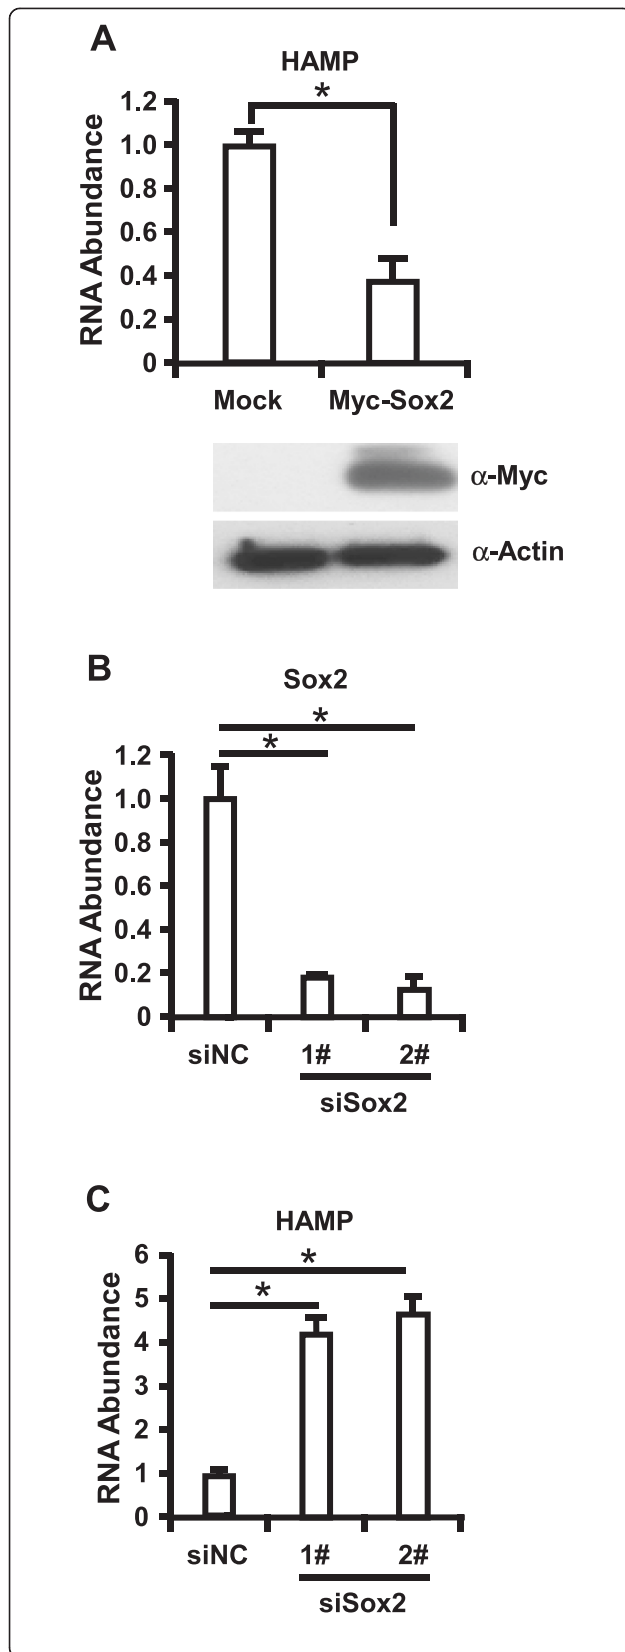 A
HAMP
*
1.2
1.0
0.8
0.6
0.4
0.2
0
RNA Abundance
Mock Myc-Sox2
α-Myc
α-Actin
B
Sox2
*
*
1.2
1.0
0.8
0.6
0.4
0.2
0
RNA Abundance
siNC 1# 2#
siSox2
C
HAMP
*
*
6
5
4
3
2
1
0
RNA Abundance
siNC 1# 2#
siSox2